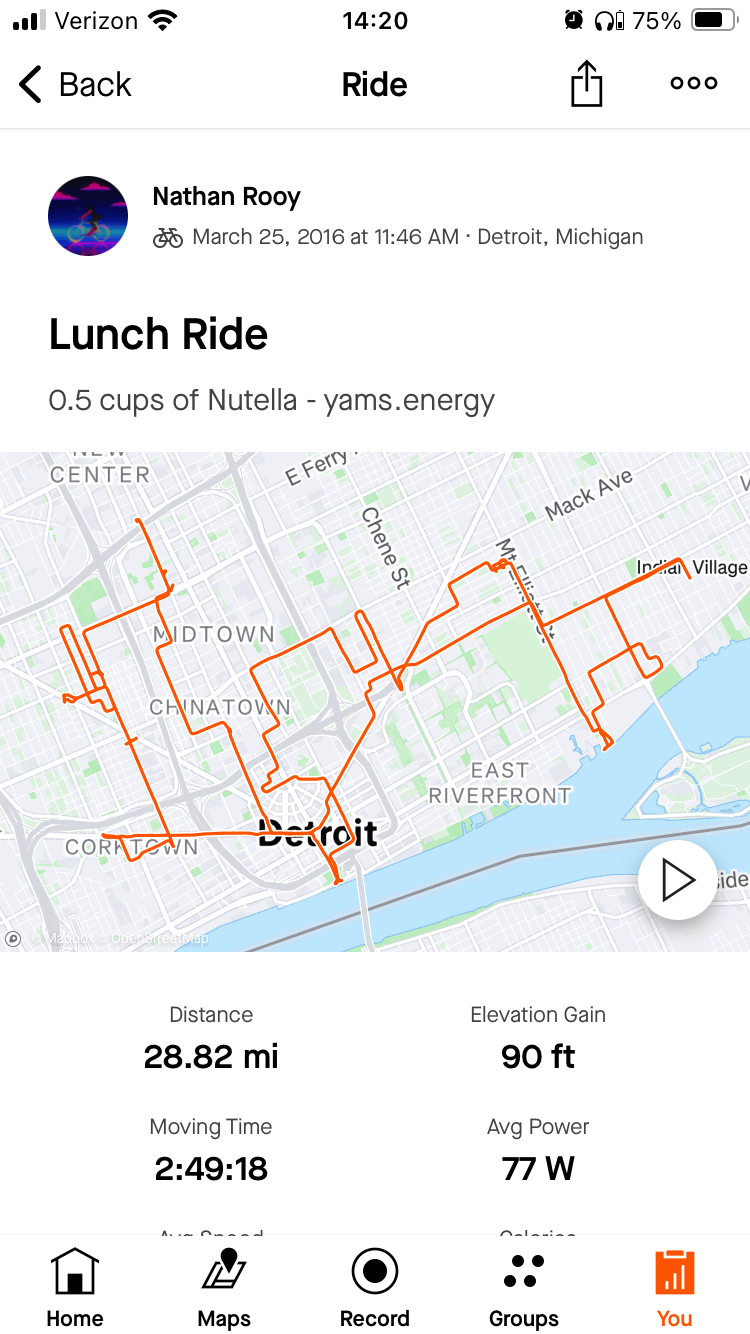 Verizon 14:20 75%
Back Ride
Nathan Rooy
March 25, 2016 at 11:46 AM · Detroit, Michigan
Lunch Ride
0.5 cups of Nutella - yams.energy
NEW
CENTER
E Ferry
Mack Ave
Chene St
Mt Elliott St
Indian Village
MIDTOWN
CHINATOWN
EAST
RIVERFRONT
Detroit
CORKTOWN
side
© Mapbox © OpenStreetMap
Distance Elevation Gain
28.82 mi 90 ft
Moving Time Avg Power
2:49:18 77 W
Avg Speed Calories
Home Maps Record Groups You